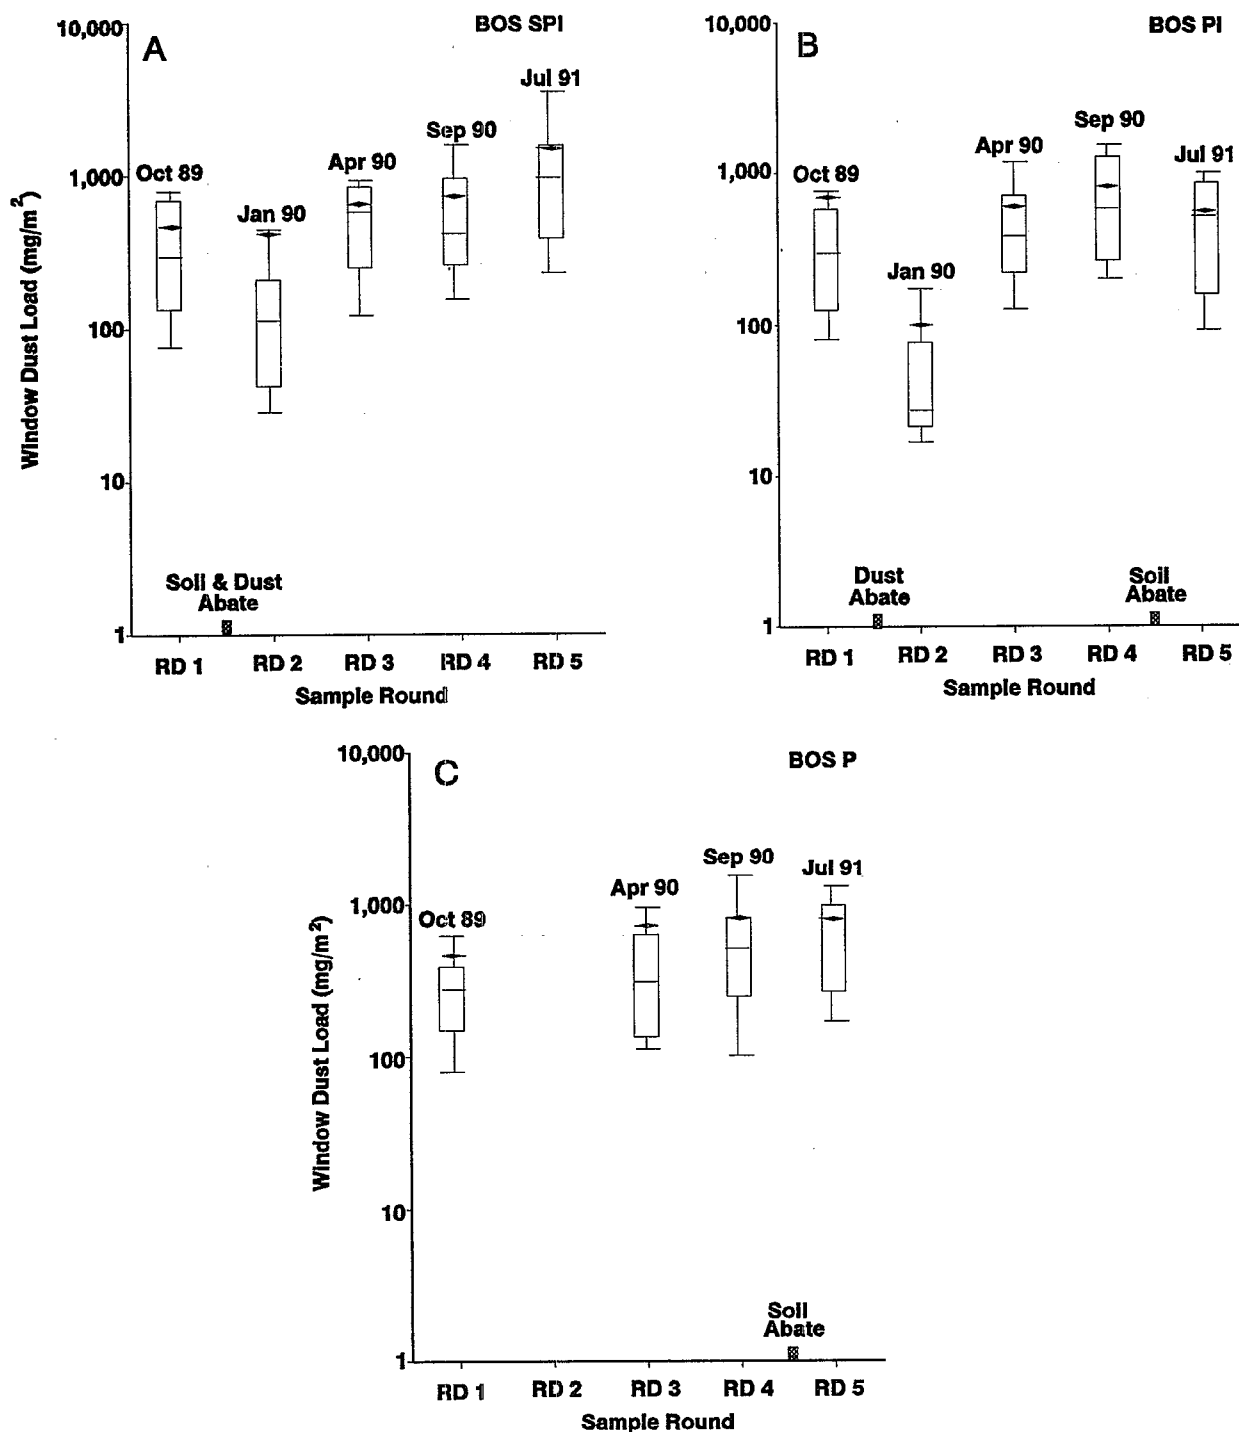 A
BOS SPI
10,000
1,000
100
10
1
Window Dust Load (mg/m²)
Oct 89
Jan 90
Apr 90
Sep 90
Jul 91
Soil & Dust
Abate
RD 1 RD 2 RD 3 RD 4 RD 5
Sample Round
B
BOS PI
10,000
1,000
100
10
1
Oct 89
Jan 90
Apr 90
Sep 90
Jul 91
Dust
Abate
Soil
Abate
RD 1 RD 2 RD 3 RD 4 RD 5
Sample Round
C
BOS P
10,000
1,000
100
10
1
Window Dust Load (mg/m²)
Oct 89
Apr 90
Sep 90
Jul 91
Soil
Abate
RD 1 RD 2 RD 3 RD 4 RD 5
Sample Round